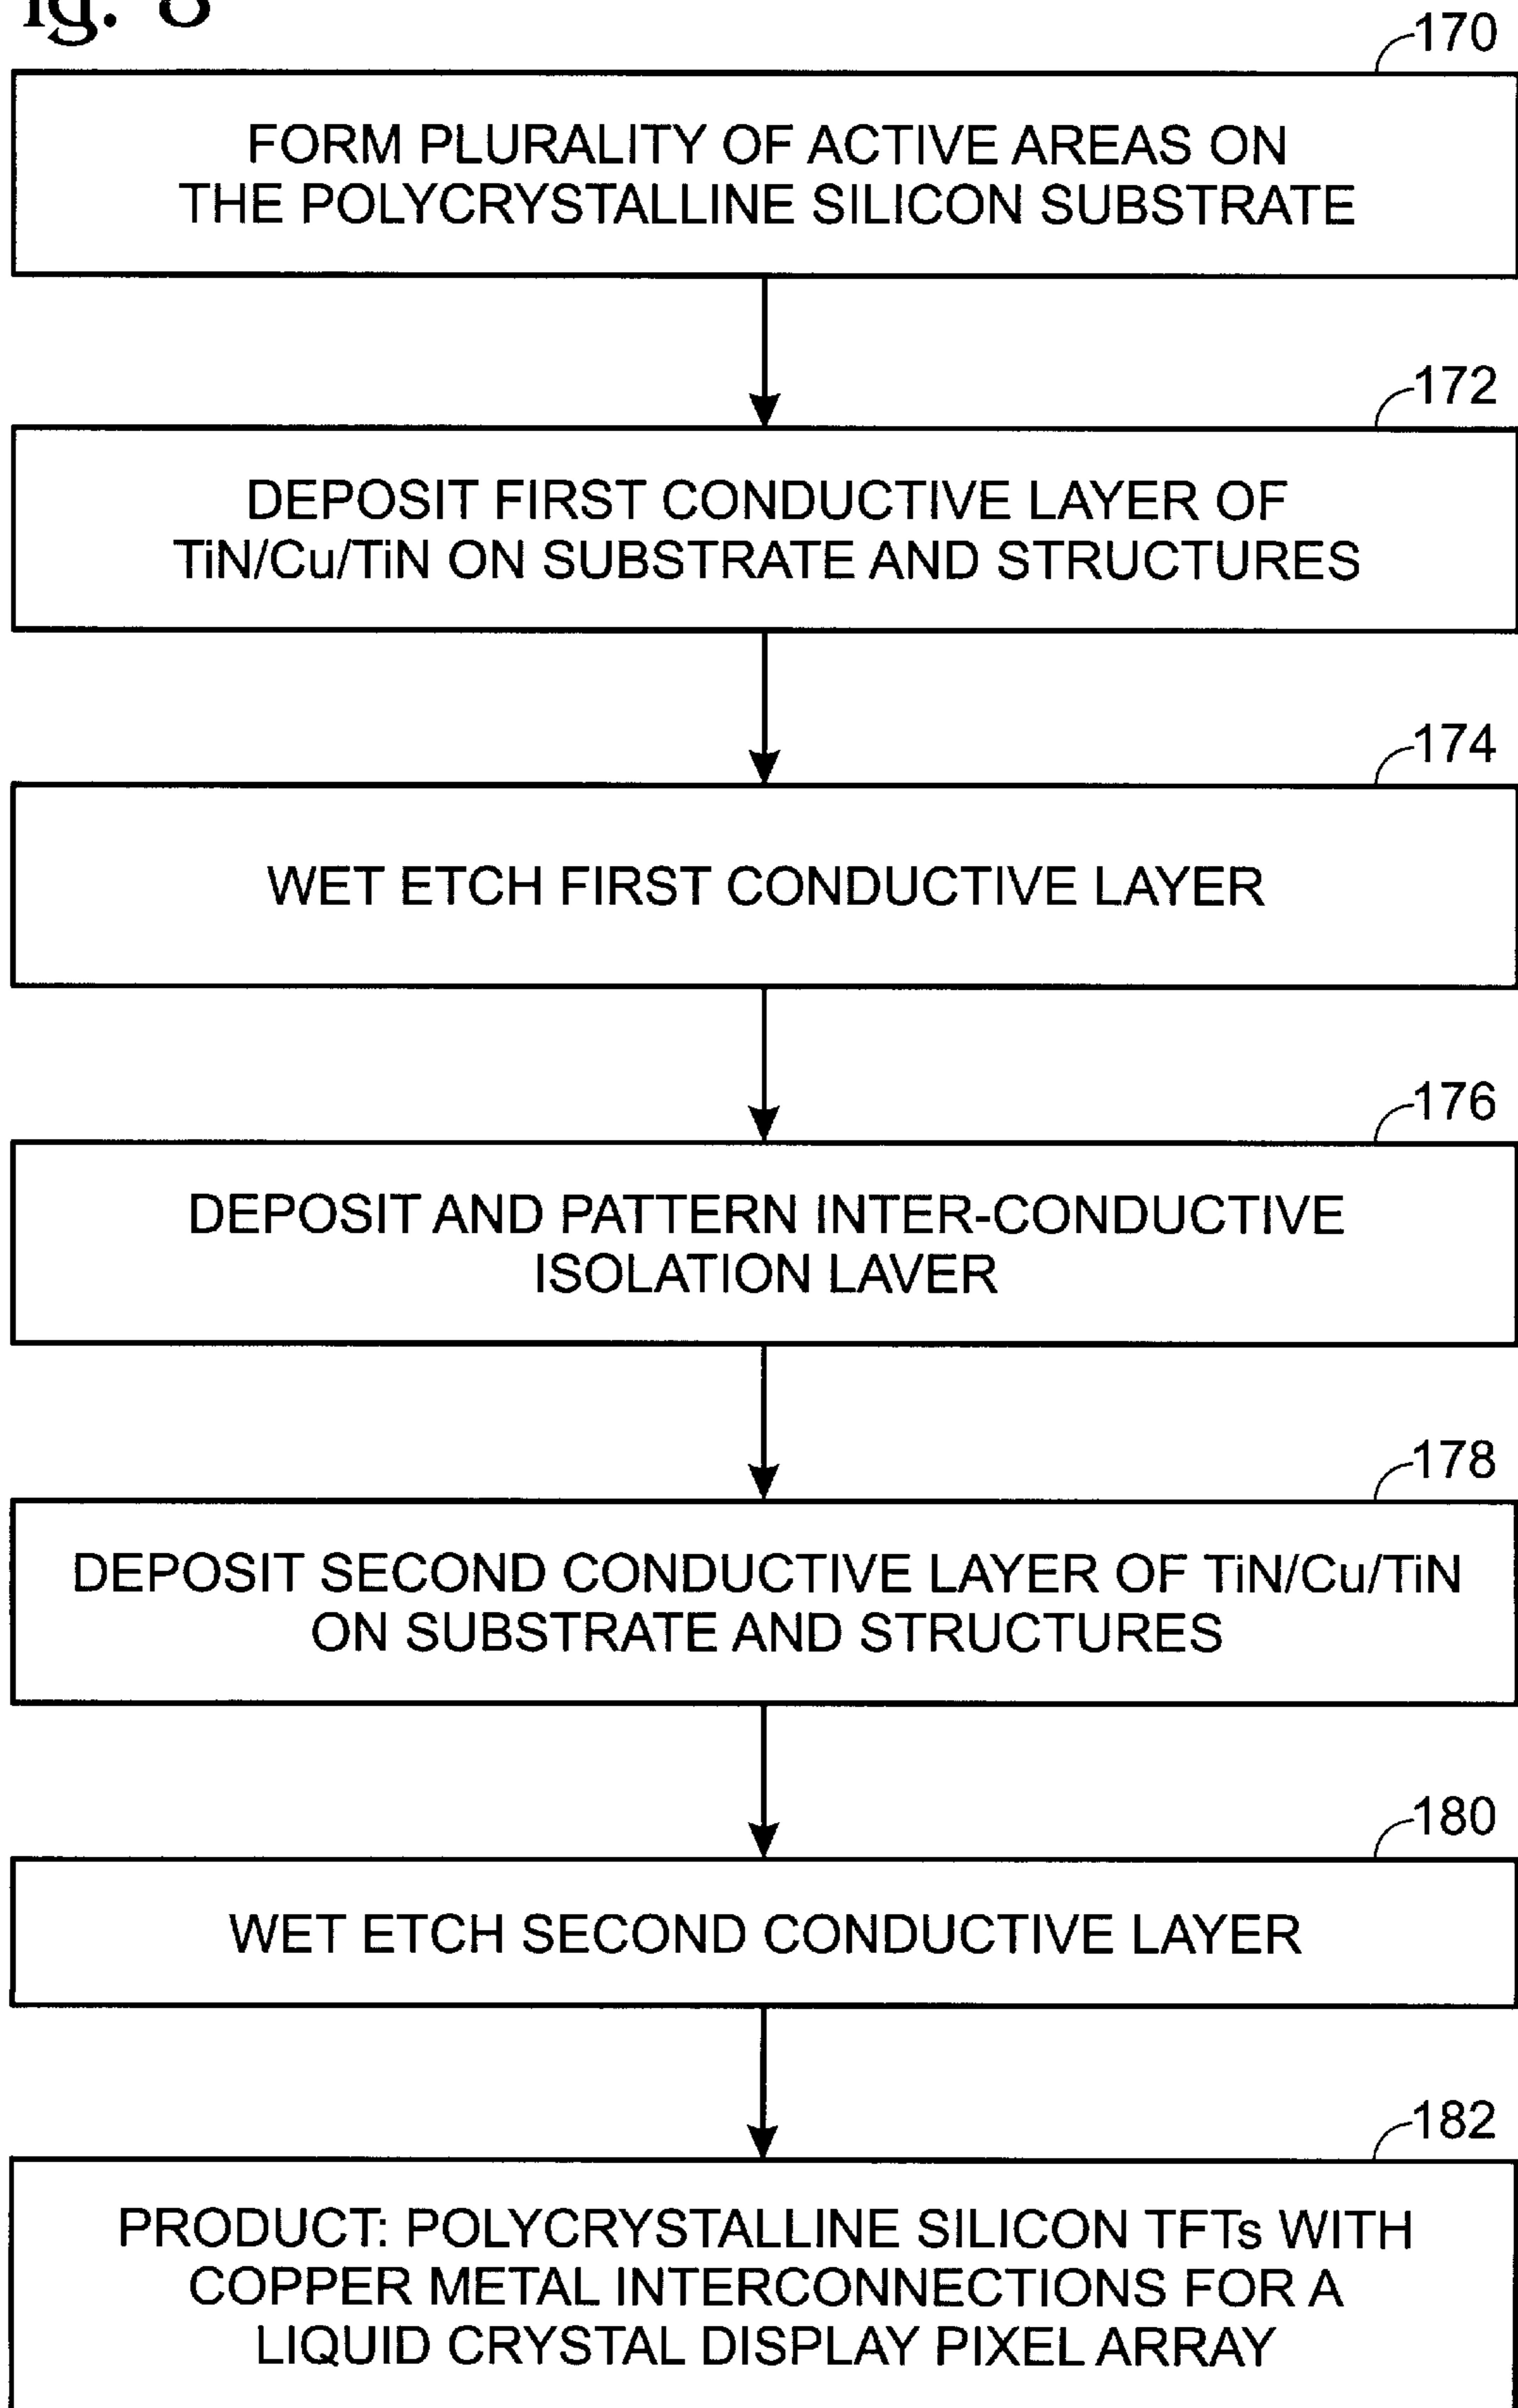 ig. 8
170
FORM PLURALITY OF ACTIVE AREAS ON
THE POLYCRYSTALLINE SILICON SUBSTRATE
172
DEPOSIT FIRST CONDUCTIVE LAYER OF
TiN/Cu/TiN ON SUBSTRATE AND STRUCTURES
174
WET ETCH FIRST CONDUCTIVE LAYER
176
DEPOSIT AND PATTERN INTER-CONDUCTIVE
ISOLATION LAVER
178
DEPOSIT SECOND CONDUCTIVE LAYER OF TiN/Cu/TiN
ON SUBSTRATE AND STRUCTURES
180
WET ETCH SECOND CONDUCTIVE LAYER
182
PRODUCT: POLYCRYSTALLINE SILICON TFTs WITH
COPPER METAL INTERCONNECTIONS FOR A
LIQUID CRYSTAL DISPLAY PIXEL ARRAY